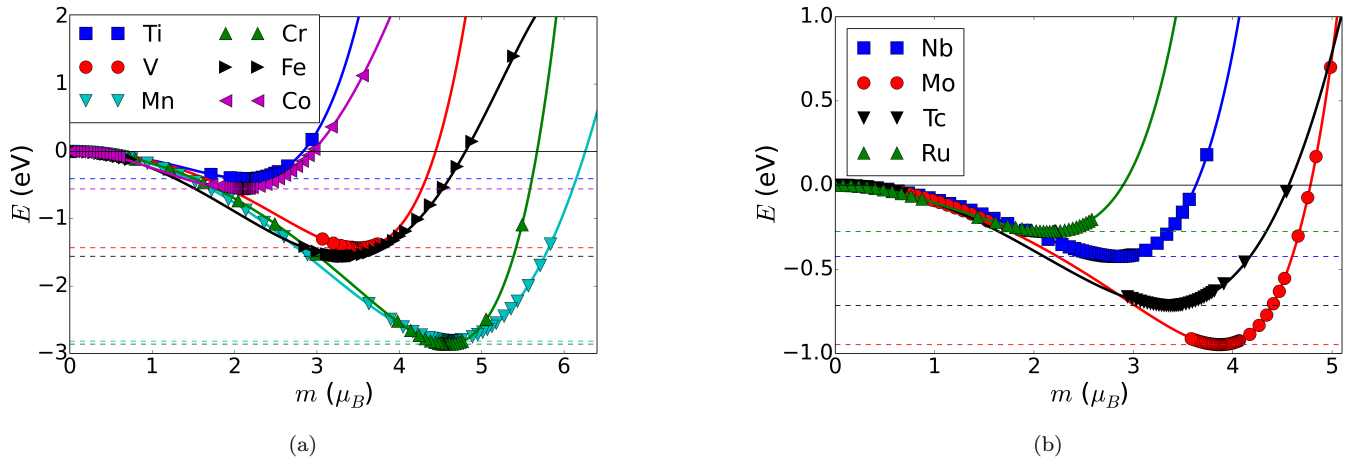 2
1
0
−1
−2
−3
E (eV)
0 1 2 3 4 5 6
m (μB)
Ti Cr
V Fe
Mn Co
(a)
1.0
0.5
0.0
−0.5
−1.0
E (eV)
0 1 2 3 4 5
m (μB)
Nb
Mo
Tc
Ru
(b)